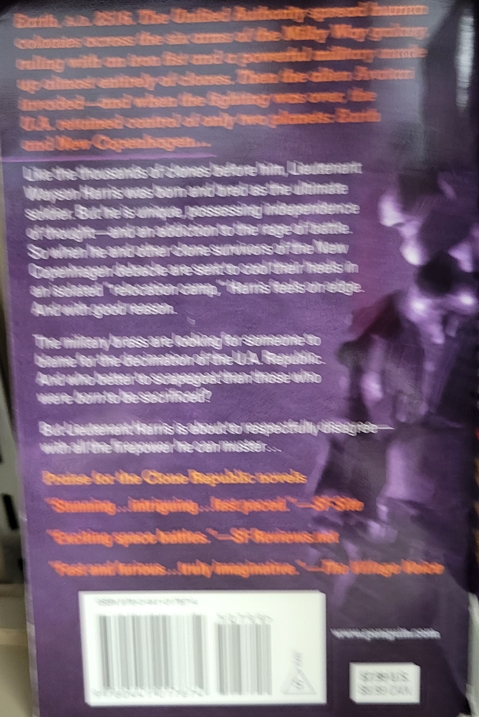 Earth, A.D. 2516. The Unified Authority spread human
colonies across the six arms of the Milky Way galaxy
ruling with an iron fist and a powerful military made
up almost entirely of clones. Then the alien Avatari
invaded—and when the fighting was over, the
U.A. retained control of only two planets: Earth
and New Copenhagen...
Like the thousands of clones before him, Lieutenant
Wayson Harris was born and bred as the ultimate
soldier. But he is unique, possessing independence
of thought—and an addiction to the rage of battle.
So when he and other clone survivors of the New
Copenhagen debacle are sent to cool their heels in
an isolated "relocation camp," Harris feels on edge.
And with good reason.
The military brass are looking for someone to
blame for the decimation of the U.A. Republic.
And who better to scapegoat than those who
were born to be sacrificed?
But Lieutenant Harris is about to respectfully disagree—
with all the firepower he can muster...
Praise for the Clone Republic novels
"Stunning...intriguing...fast-paced."—SF Site
"Exciting space battles."—SF Reviews.net
"Fast and furious...truly imaginative."—The Village Voice
www.penguin.com